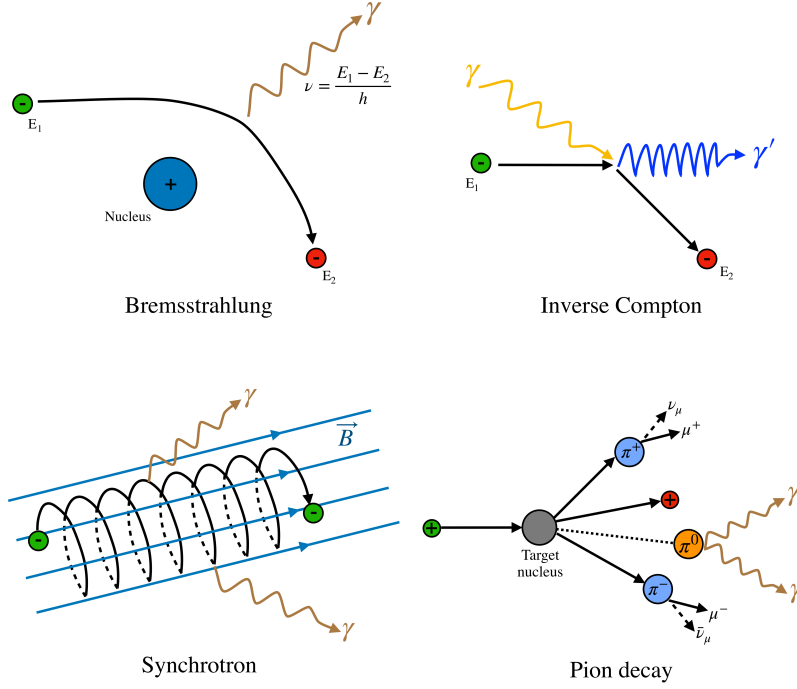 γ
ν = (E₁ − E₂) / h
-
E₁
+
Nucleus
-
E₂
Bremsstrahlung
γ
-
γ′
E₁
-
E₂
Inverse Compton
γ
B⃗
-
-
γ
Synchrotron
ν_μ
μ⁺
π⁺
+
+
γ
π⁰
Target
nucleus
π⁻
γ
μ⁻
ν̄_μ
Pion decay